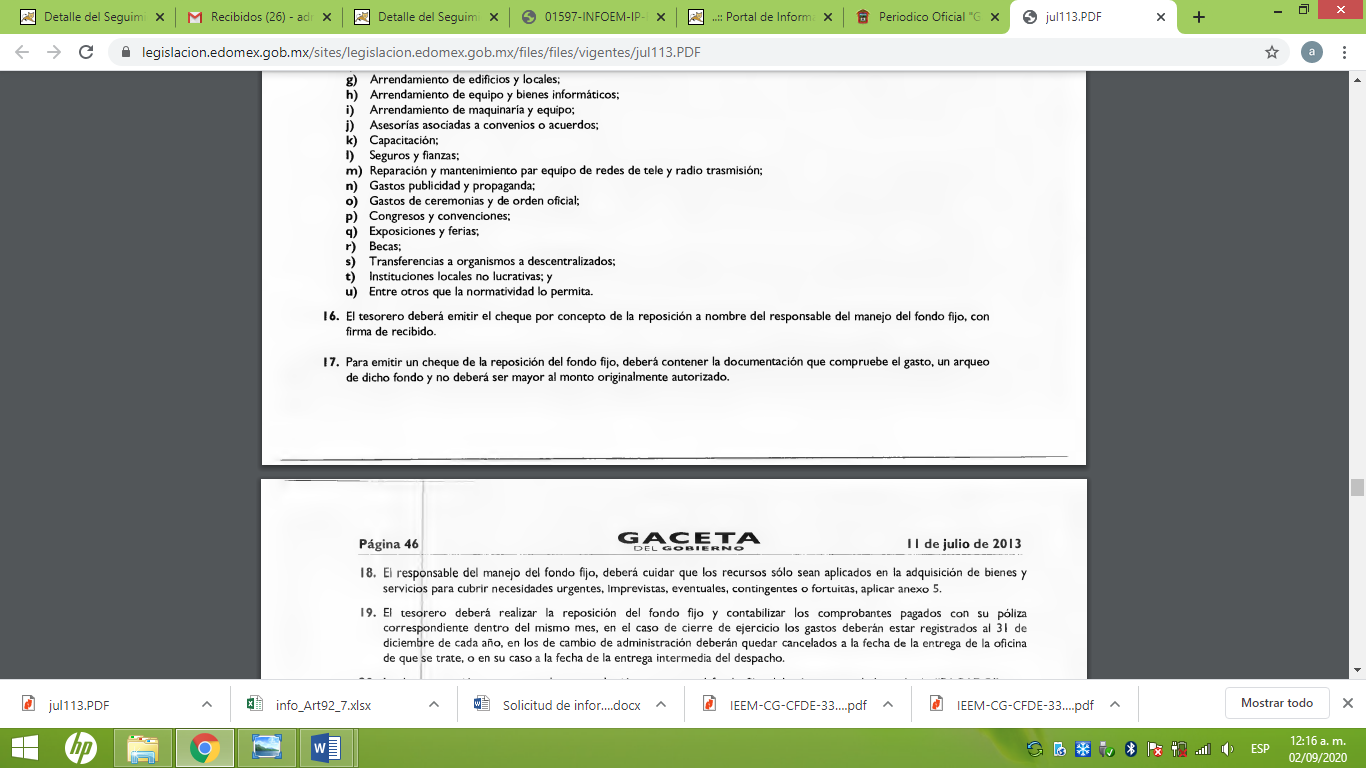 Detalle del Seguimi
Recibidos (26) - adr
Detalle del Seguimi
01597-INFOEM-IP-
..:: Portal de Informa
Periodico Oficial "G
jul113.PDF
legislacion.edomex.gob.mx/sites/legislacion.edomex.gob.mx/files/files/vigentes/jul113.PDF
a
g) Arrendamiento de edificios y locales;
h) Arrendamiento de equipo y bienes informáticos;
i) Arrendamiento de maquinaría y equipo;
j) Asesorías asociadas a convenios o acuerdos;
k) Capacitación;
l) Seguros y fianzas;
m) Reparación y mantenimiento par equipo de redes de tele y radio trasmisión;
n) Gastos publicidad y propaganda;
o) Gastos de ceremonias y de orden oficial;
p) Congresos y convenciones;
q) Exposiciones y ferias;
r) Becas;
s) Transferencias a organismos a descentralizados;
t) Instituciones locales no lucrativas; y
u) Entre otros que la normatividad lo permita.
16. El tesorero deberá emitir el cheque por concepto de la reposición a nombre del responsable del manejo del fondo fijo, con
firma de recibido.
17. Para emitir un cheque de la reposición del fondo fijo, deberá contener la documentación que compruebe el gasto, un arqueo
de dicho fondo y no deberá ser mayor al monto originalmente autorizado.
Página 46
GACETA
DEL GOBIERNO
11 de julio de 2013
18. El responsable del manejo del fondo fijo, deberá cuidar que los recursos sólo sean aplicados en la adquisición de bienes y
servicios para cubrir necesidades urgentes, imprevistas, eventuales, contingentes o fortuitas, aplicar anexo 5.
19. El tesorero deberá realizar la reposición del fondo fijo y contabilizar los comprobantes pagados con su póliza
correspondiente dentro del mismo mes, en el caso de cierre de ejercicio los gastos deberán estar registrados al 31 de
diciembre de cada año, en los de cambio de administración deberán quedar cancelados a la fecha de la entrega de la oficina
de que se trate, o en su caso a la fecha de la entrega intermedia del despacho.
jul113.PDF
info_Art92_7.xlsx
Solicitud de infor....docx
IEEM-CG-CFDE-33....pdf
IEEM-CG-CFDE-33....pdf
Mostrar todo
hp
ESP
12:16 a. m.
02/09/2020